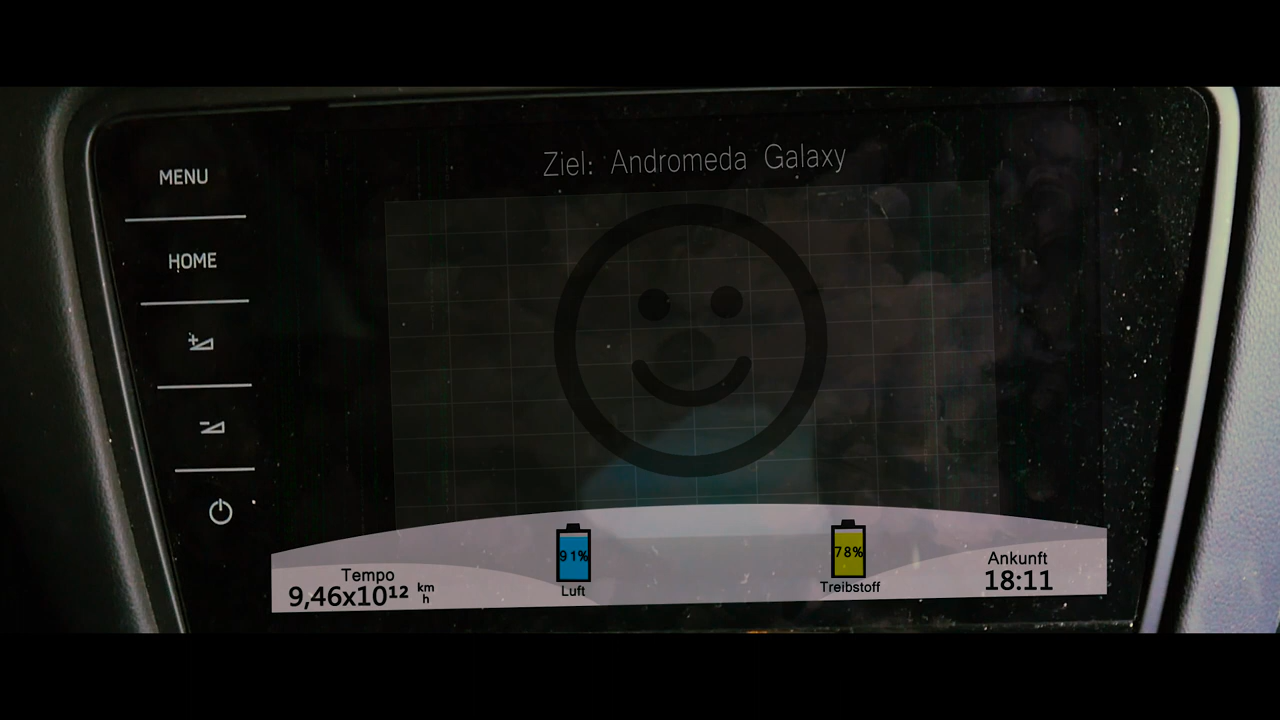 Ziel: Andromeda Galaxy
MENU
HOME
91%
78%
Tempo
9,46x10¹² km/h
Luft
Treibstoff
Ankunft
18:11